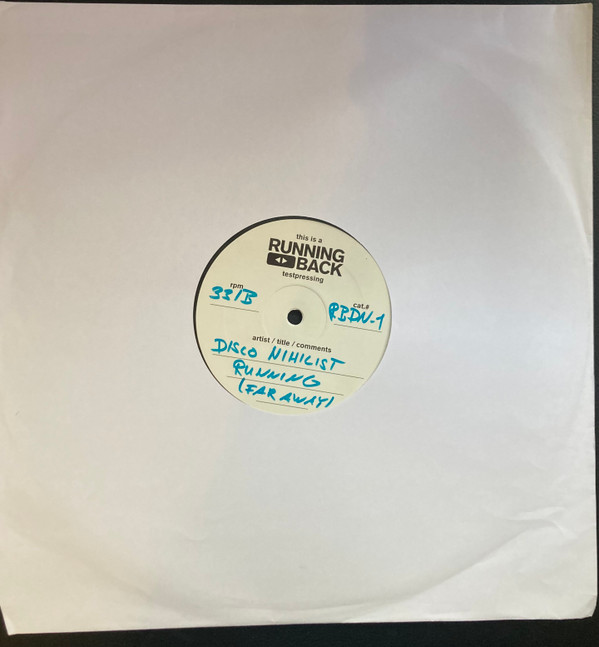 this is a
RUNNING
BACK
testpressing
rpm
33/B
cat.#
RBDN-1
artist / title / comments
DISCO NIHILIST
RUNNING
(FAR AWAY)